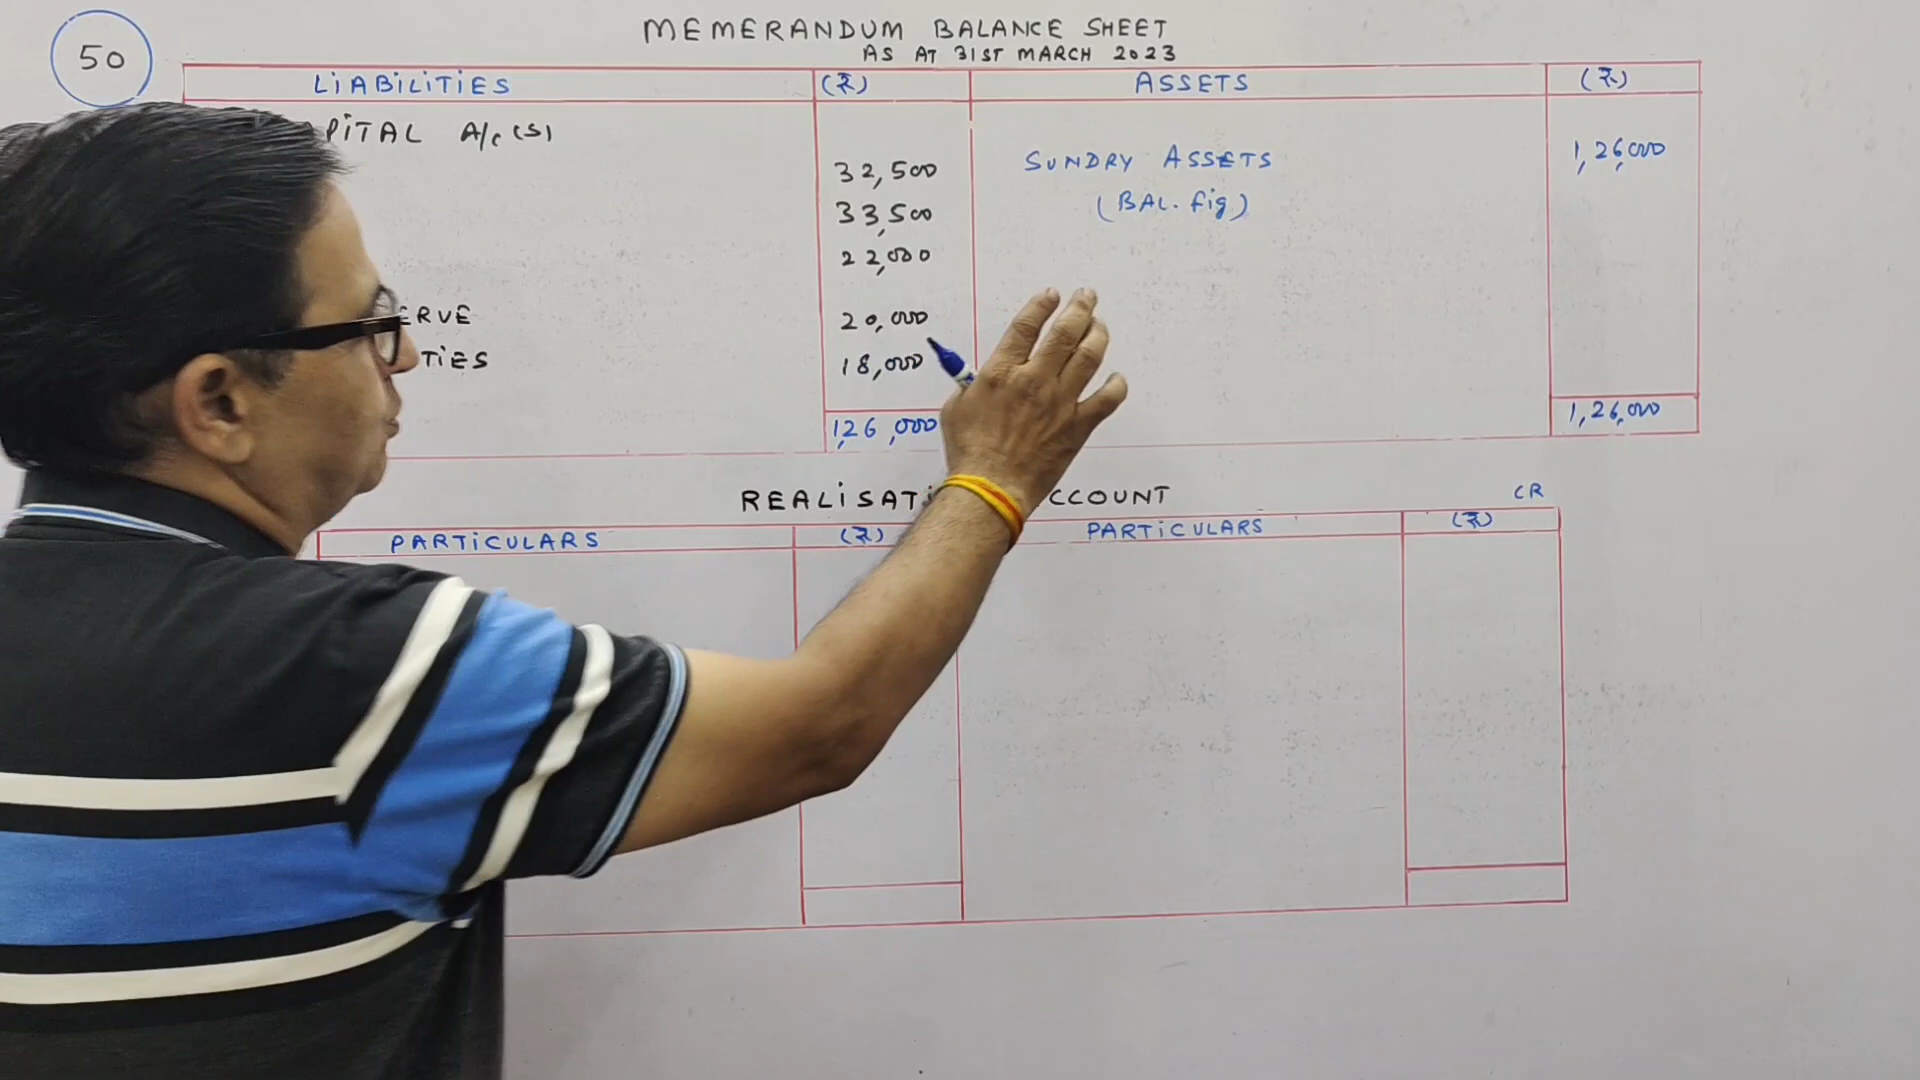 50
MEMERANDUM BALANCE SHEET
AS AT 31ST MARCH 2023
LIABILITIES (₹) ASSETS (₹)
PITAL A/c (S)
32,500 SUNDRY ASSETS 1,26,000
33,500 (BAL. fig)
22,000
ERVE 20,000
TIES 18,000
1,26,000 1,26,000
REALISATI CCOUNT CR
PARTICULARS (₹) PARTICULARS (₹)